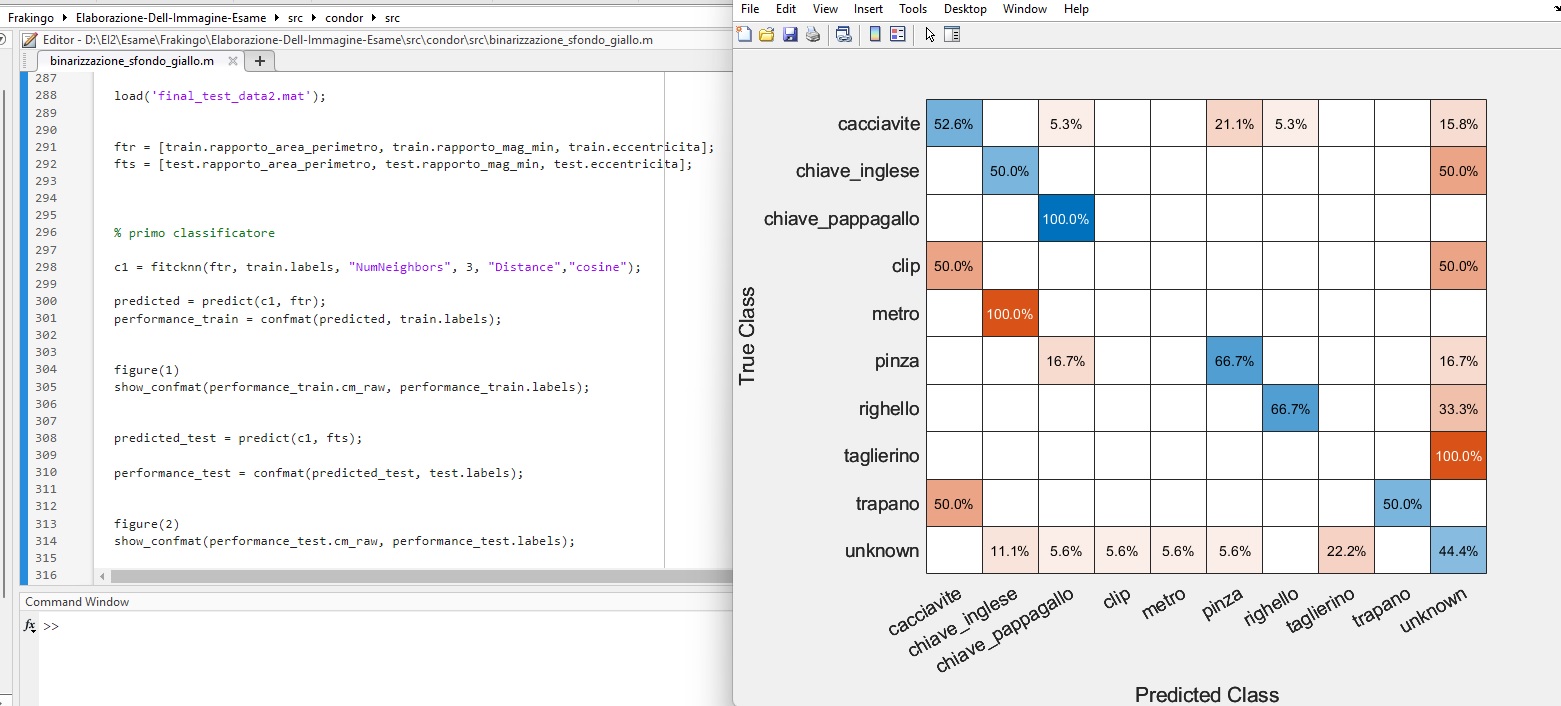 Frakingo ▸ Elaborazione-Dell-Immagine-Esame ▸ src ▸ condor ▸ src
Editor - D:\EI2\Esame\Frakingo\Elaborazione-Dell-Immagine-Esame\src\condor\src\binarizzazione_sfondo_giallo.m
binarizzazione_sfondo_giallo.m
287
288 load('final_test_data2.mat');
289
290
291 ftr = [train.rapporto_area_perimetro, train.rapporto_mag_min, train.eccentricita];
292 fts = [test.rapporto_area_perimetro, test.rapporto_mag_min, test.eccentricita];
293
294
295
296 % primo classificatore
297
298 c1 = fitcknn(ftr, train.labels, "NumNeighbors", 3, "Distance","cosine");
299
300 predicted = predict(c1, ftr);
301 performance_train = confmat(predicted, train.labels);
302
303
304 figure(1)
305 show_confmat(performance_train.cm_raw, performance_train.labels);
306
307
308 predicted_test = predict(c1, fts);
309
310 performance_test = confmat(predicted_test, test.labels);
311
312
313 figure(2)
314 show_confmat(performance_test.cm_raw, performance_test.labels);
315
316
Command Window
fx >>
File Edit View Insert Tools Desktop Window Help
True Class
cacciavite 52.6% 5.3% 21.1% 5.3% 15.8%
chiave_inglese 50.0% 50.0%
chiave_pappagallo 100.0%
clip 50.0% 50.0%
metro 100.0%
pinza 16.7% 66.7% 16.7%
righello 66.7% 33.3%
taglierino 100.0%
trapano 50.0% 50.0%
unknown 11.1% 5.6% 5.6% 5.6% 5.6% 22.2% 44.4%
cacciavite chiave_inglese chiave_pappagallo clip metro pinza righello taglierino trapano unknown
Predicted Class